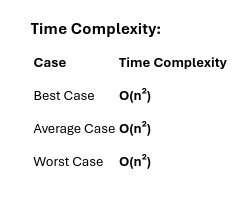 Time Complexity:
Case Time Complexity
Best Case O(n²)
Average Case O(n²)
Worst Case O(n²)